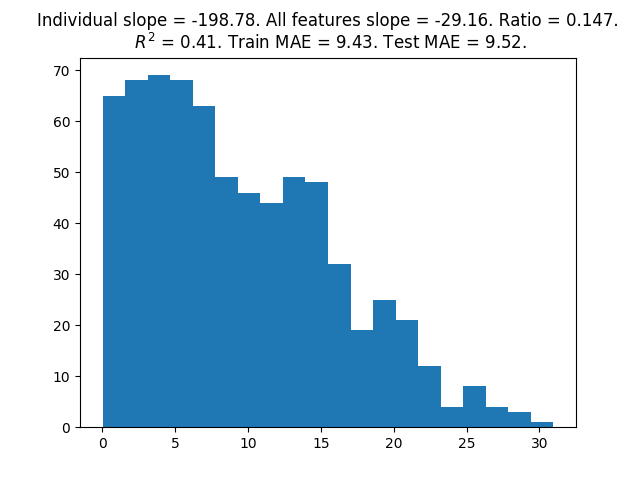 Individual slope = -198.78. All features slope = -29.16. Ratio = 0.147.
R² = 0.41. Train MAE = 9.43. Test MAE = 9.52.
70
60
50
40
30
20
10
0
0 5 10 15 20 25 30